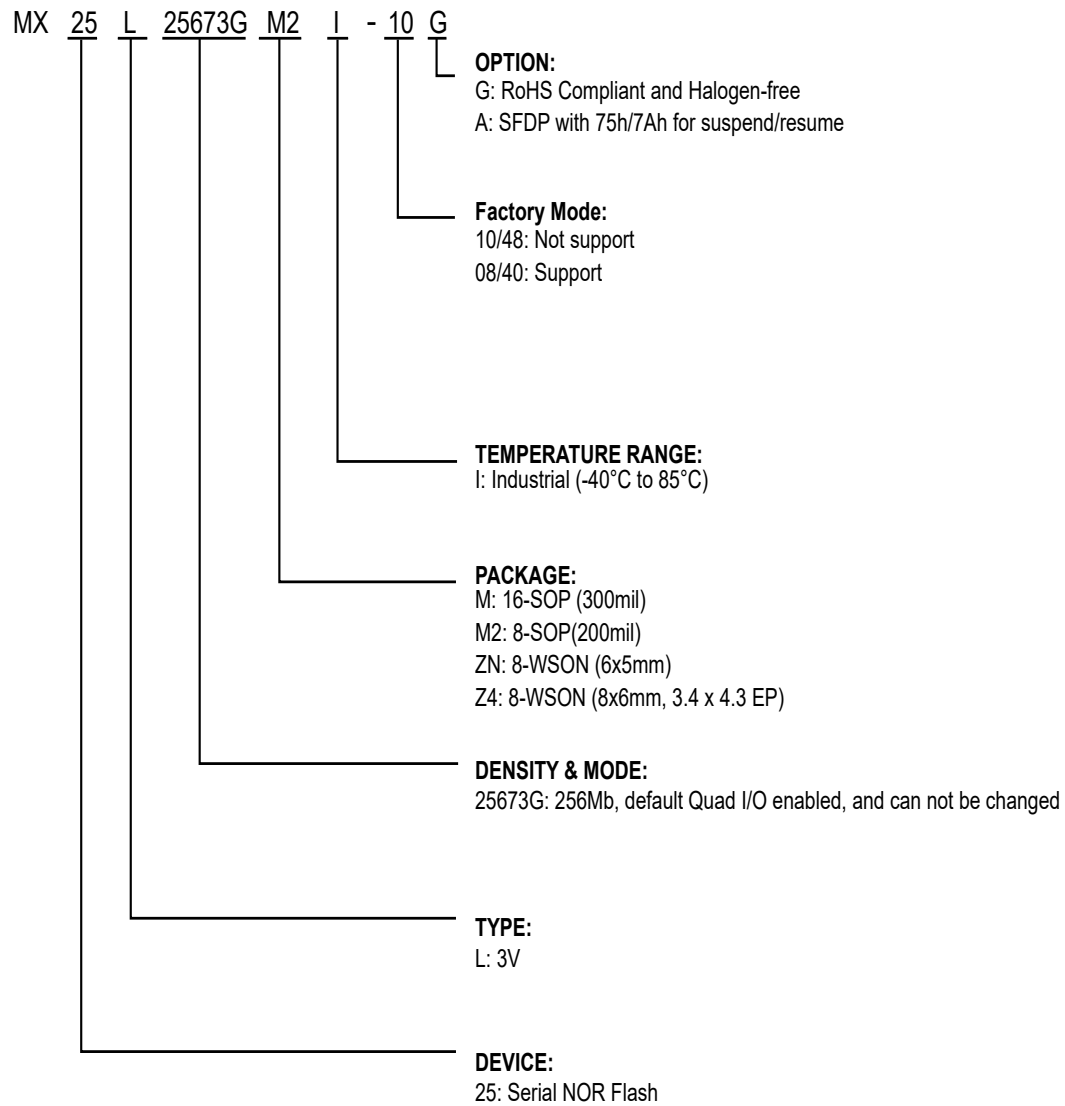 MX 25 L 25673G M2 I - 10 G
OPTION:
G: RoHS Compliant and Halogen-free
A: SFDP with 75h/7Ah for suspend/resume
Factory Mode:
10/48: Not support
08/40: Support
TEMPERATURE RANGE:
I: Industrial (-40°C to 85°C)
PACKAGE:
M: 16-SOP (300mil)
M2: 8-SOP(200mil)
ZN: 8-WSON (6x5mm)
Z4: 8-WSON (8x6mm, 3.4 x 4.3 EP)
DENSITY & MODE:
25673G: 256Mb, default Quad I/O enabled, and can not be changed
TYPE:
L: 3V
DEVICE:
25: Serial NOR Flash